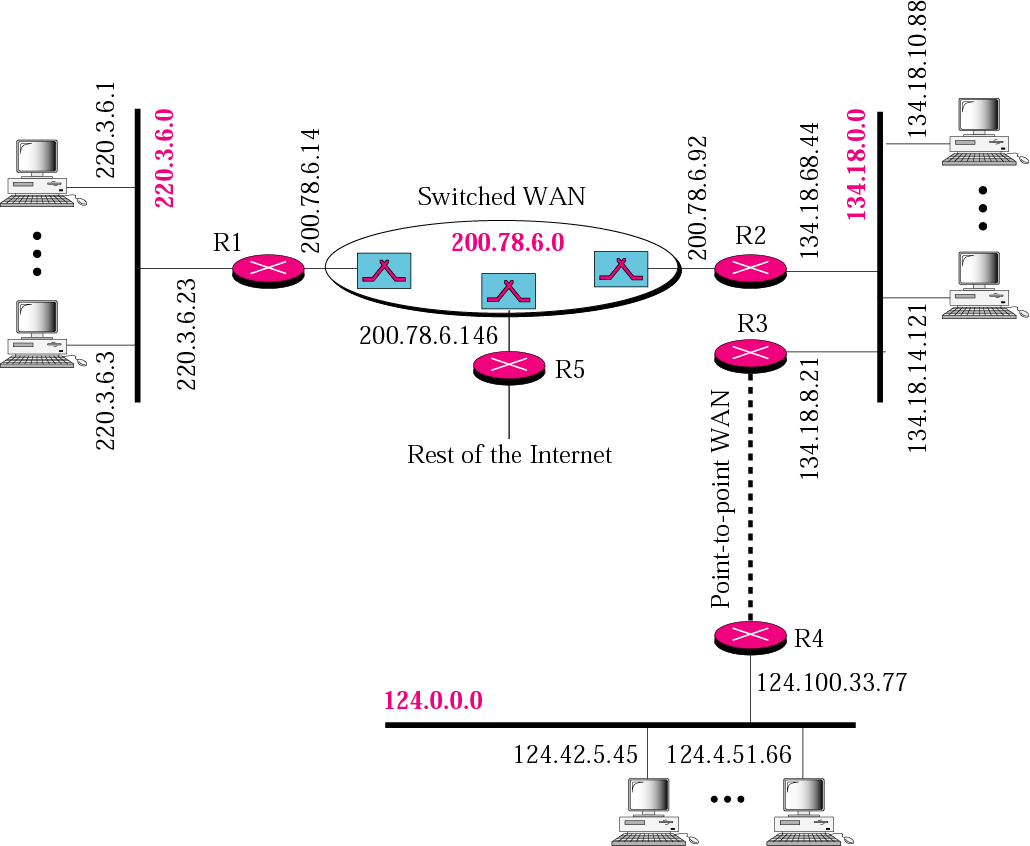 134.18.10.88
220.3.6.1
220.3.6.0
200.78.6.14
Switched WAN
200.78.6.0
200.78.6.92
134.18.68.44
134.18.0.0
R1
R2
220.3.6.23
200.78.6.146
R3
220.3.6.3
R5
134.18.8.21
134.18.14.121
Rest of the Internet
Point-to-point WAN
R4
124.100.33.77
124.0.0.0
124.42.5.45
124.4.51.66